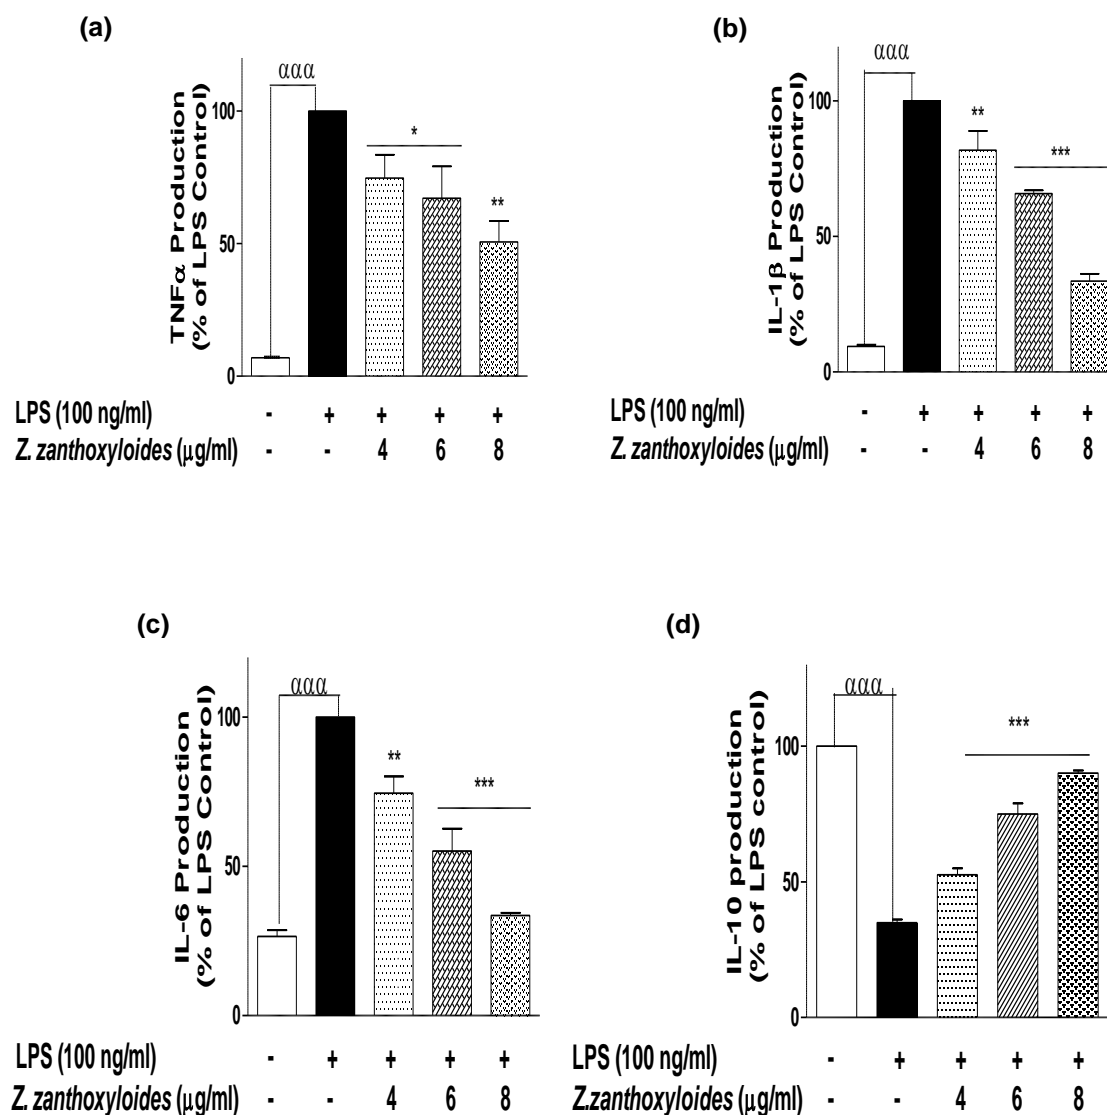 (a)
ααα
*
**
TNFα Production
(% of LPS Control)
100
50
0
LPS (100 ng/ml) - + + + +
Z. zanthoxyloides (μg/ml) - - 4 6 8
(b)
ααα
**
***
IL-1β Production
(% of LPS Control)
100
50
0
LPS (100 ng/ml) - + + + +
Z. zanthoxyloides (μg/ml) - - 4 6 8
(c)
ααα
**
***
IL-6 Production
(% of LPS Control)
100
50
0
LPS (100 ng/ml) - + + + +
Z. zanthoxyloides (μg/ml) - - 4 6 8
(d)
ααα
***
IL-10 production
(% of LPS control)
100
50
0
LPS (100 ng/ml) - + + + +
Z.zanthoxyloides (μg/ml) - - 4 6 8